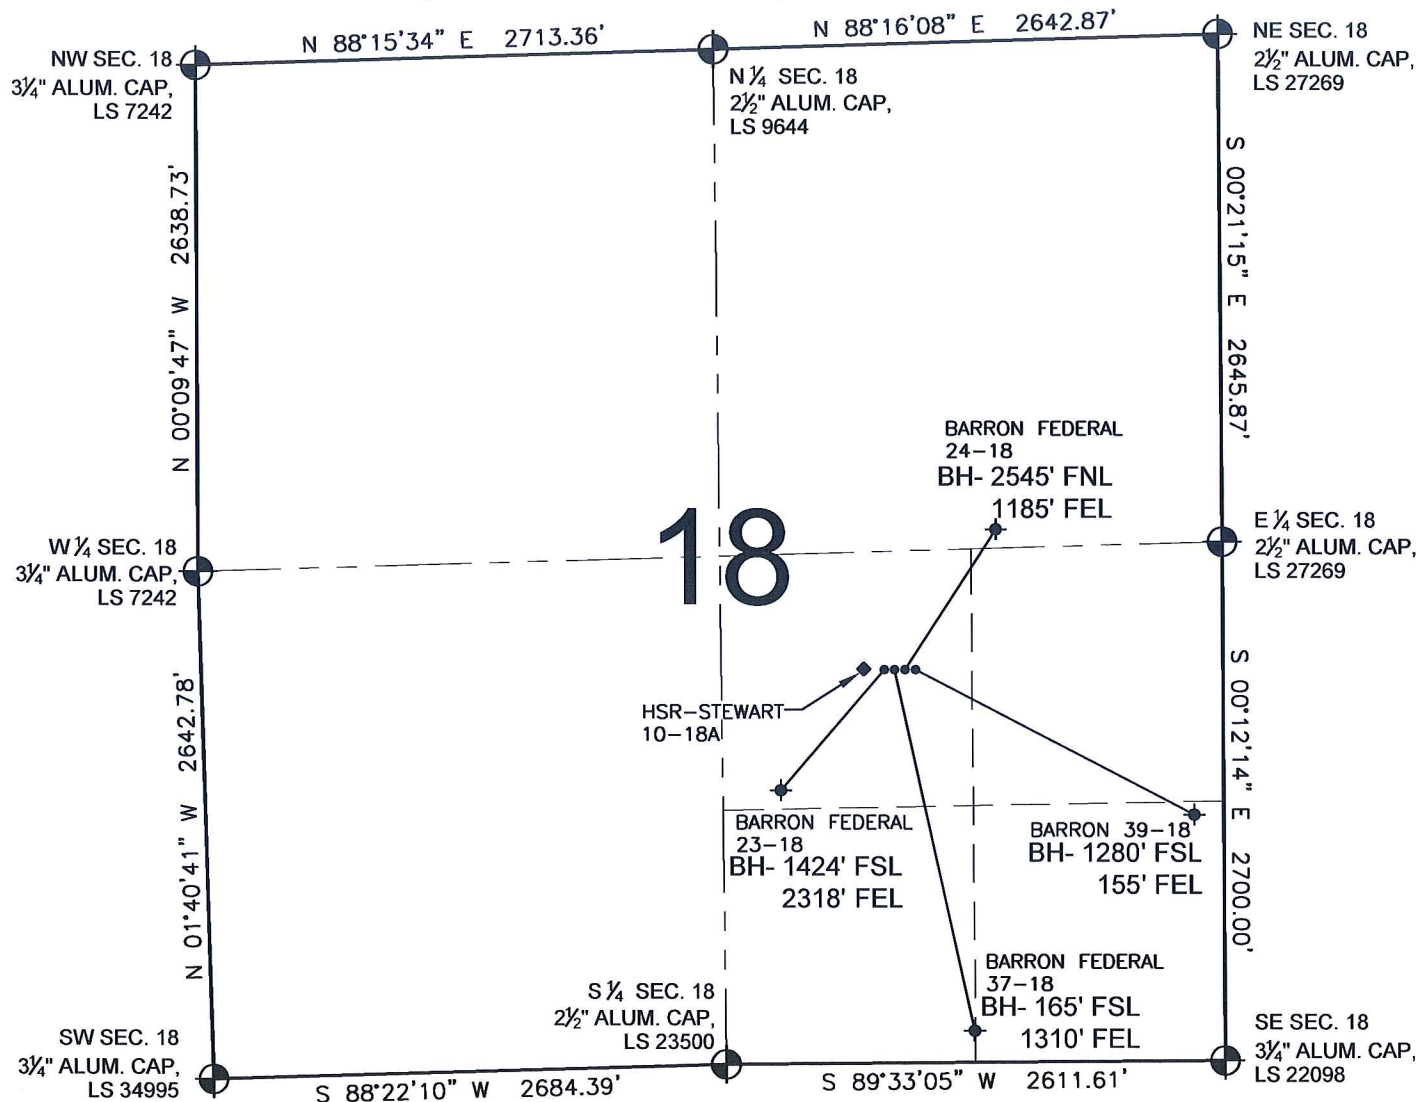 N 88°15'34" E 2713.36'
N 88°16'08" E 2642.87'
NW SEC. 18
3¼" ALUM. CAP,
LS 7242
N ¼ SEC. 18
2½" ALUM. CAP,
LS 9644
NE SEC. 18
2½" ALUM. CAP,
LS 27269
N 00°09'47" W 2638.73'
S 00°21'15" E 2645.87'
BARRON FEDERAL
24-18
BH- 2545' FNL
1185' FEL
18
W ¼ SEC. 18
3¼" ALUM. CAP,
LS 7242
E ¼ SEC. 18
2½" ALUM. CAP,
LS 27269
HSR-STEWART
10-18A
N 01°40'41" W 2642.78'
S 00°12'14" E 2700.00'
BARRON FEDERAL
23-18
BH- 1424' FSL
2318' FEL
BARRON 39-18
BH- 1280' FSL
155' FEL
BARRON FEDERAL
37-18
BH- 165' FSL
1310' FEL
SW SEC. 18
3¼" ALUM. CAP,
LS 34995
S ¼ SEC. 18
2½" ALUM. CAP,
LS 23500
SE SEC. 18
3¼" ALUM. CAP,
LS 22098
S 88°22'10" W 2684.39'
S 89°33'05" W 2611.61'